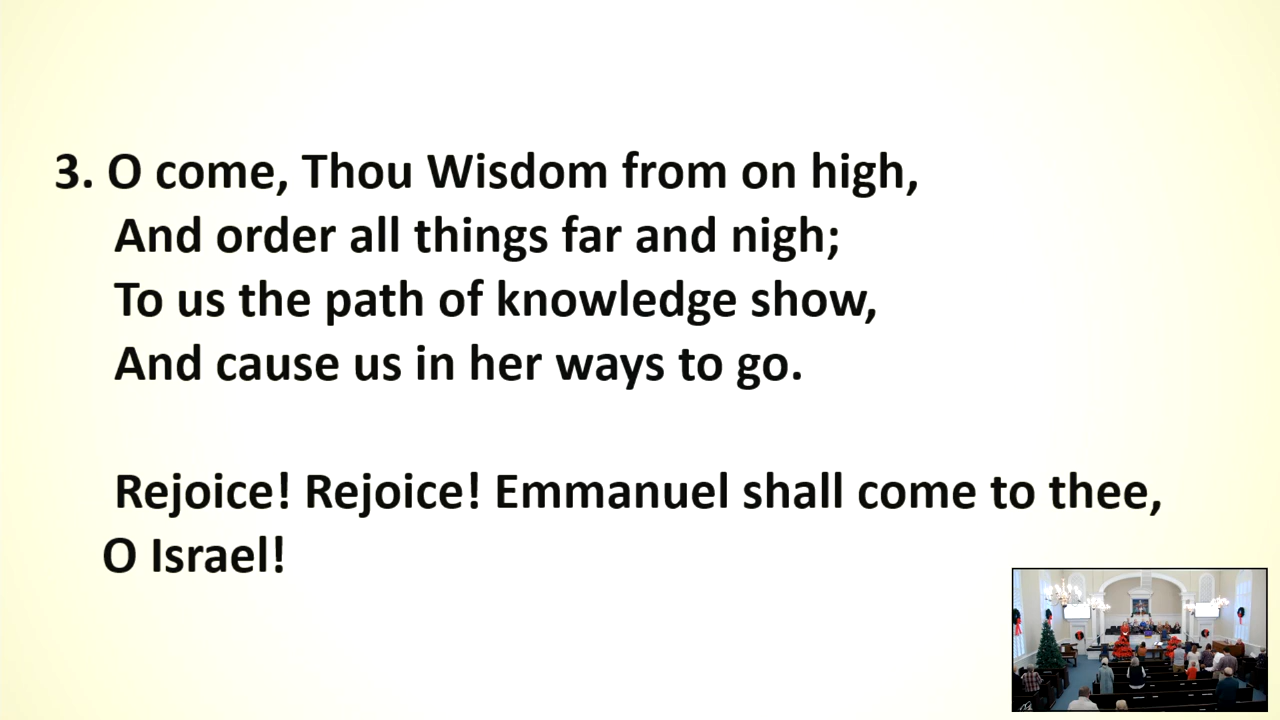 3. O come, Thou Wisdom from on high,
And order all things far and nigh;
To us the path of knowledge show,
And cause us in her ways to go.
Rejoice! Rejoice! Emmanuel shall come to thee,
O Israel!